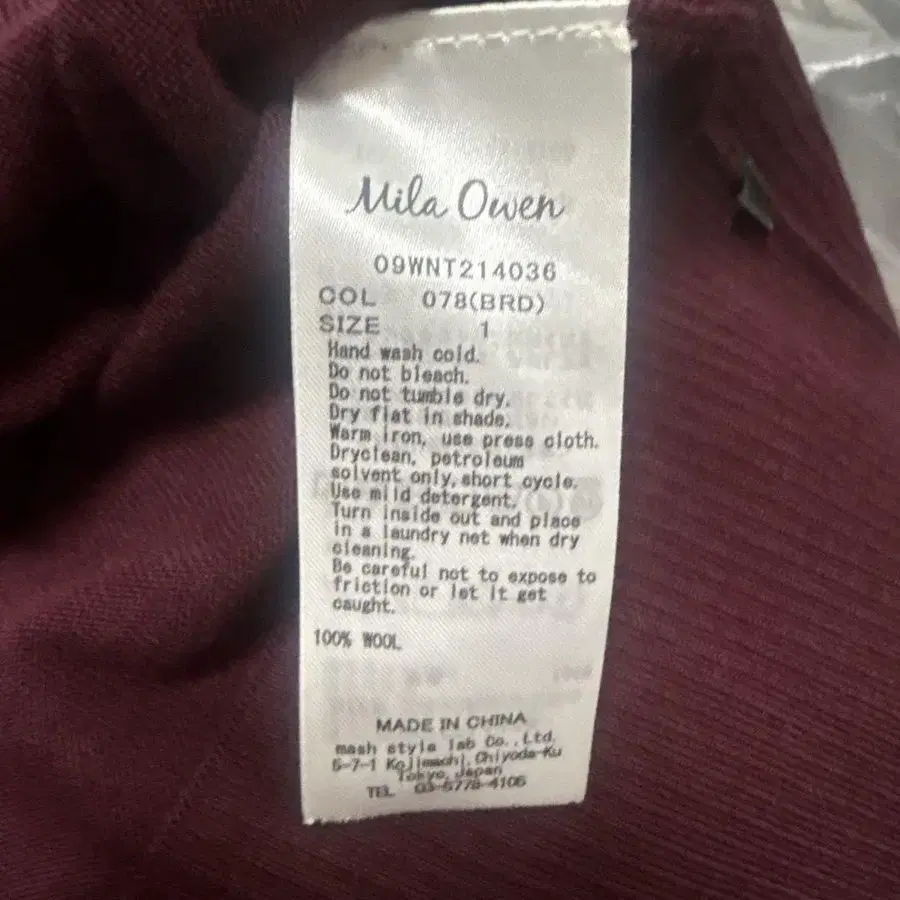 Mila Owen
09WNT214036
COL 078(BRD)
SIZE 1
Hand wash cold.
Do not bleach.
Do not tumble dry.
Dry flat in shade.
Warm iron, use press cloth.
Dryclean, petroleum
solvent only,short cycle.
Use mild detergent.
Turn inside out and place
in a laundry net when dry
cleaning.
Be careful not to expose to
friction or let it get
caught.
100% WOOL
MADE IN CHINA
mash style lab Co.,Ltd.
5-7-1 Kojimachi, Chiyoda-Ku
Tokyo, Japan
TEL 03-5778-4106